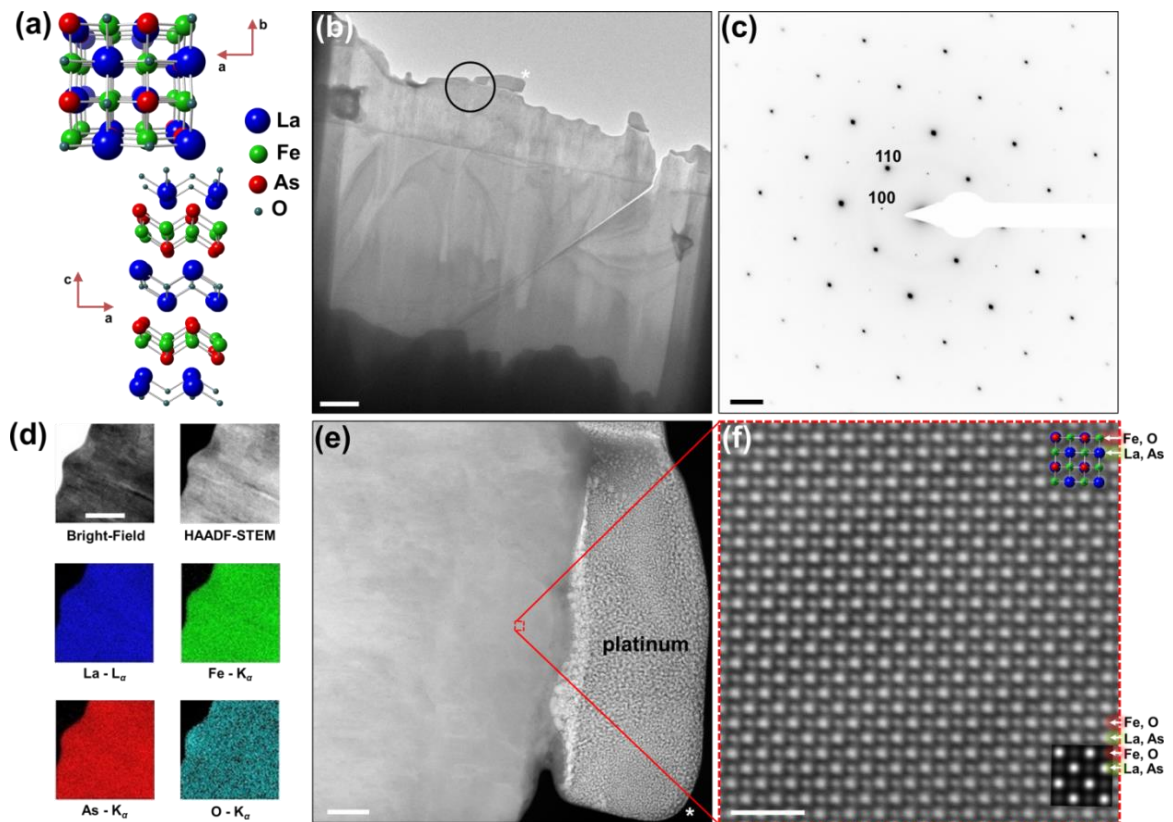 (a)
b
a
La
Fe
As
O
c
a
(b)
*
(c)
110
100
(d)
Bright-Field
HAADF-STEM
La - Lα
Fe - Kα
As - Kα
O - Kα
(e)
platinum
*
(f)
Fe, O
La, As
Fe, O
La, As
Fe, O
La, As